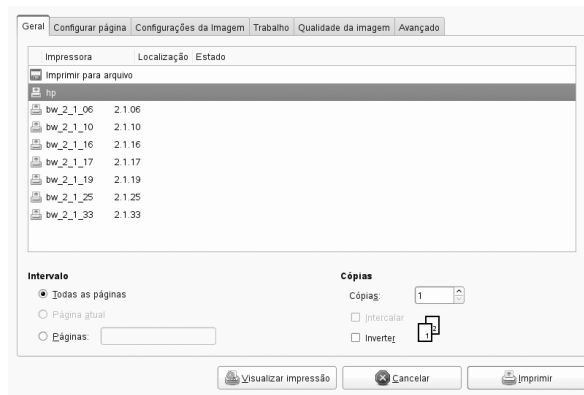 Geral Configurar página Configurações da Imagem Trabalho Qualidade da imagem Avançado
Impressora Localização Estado
Imprimir para arquivo
hp
bw_2_1_06 2.1.06
bw_2_1_10 2.1.10
bw_2_1_16 2.1.16
bw_2_1_17 2.1.17
bw_2_1_19 2.1.19
bw_2_1_25 2.1.25
bw_2_1_33 2.1.33
Intervalo
Todas as páginas
Página atual
Páginas:
Cópias
Cópias: 1
Intercalar
Inverter
1 2
Visualizar impressão Cancelar Imprimir